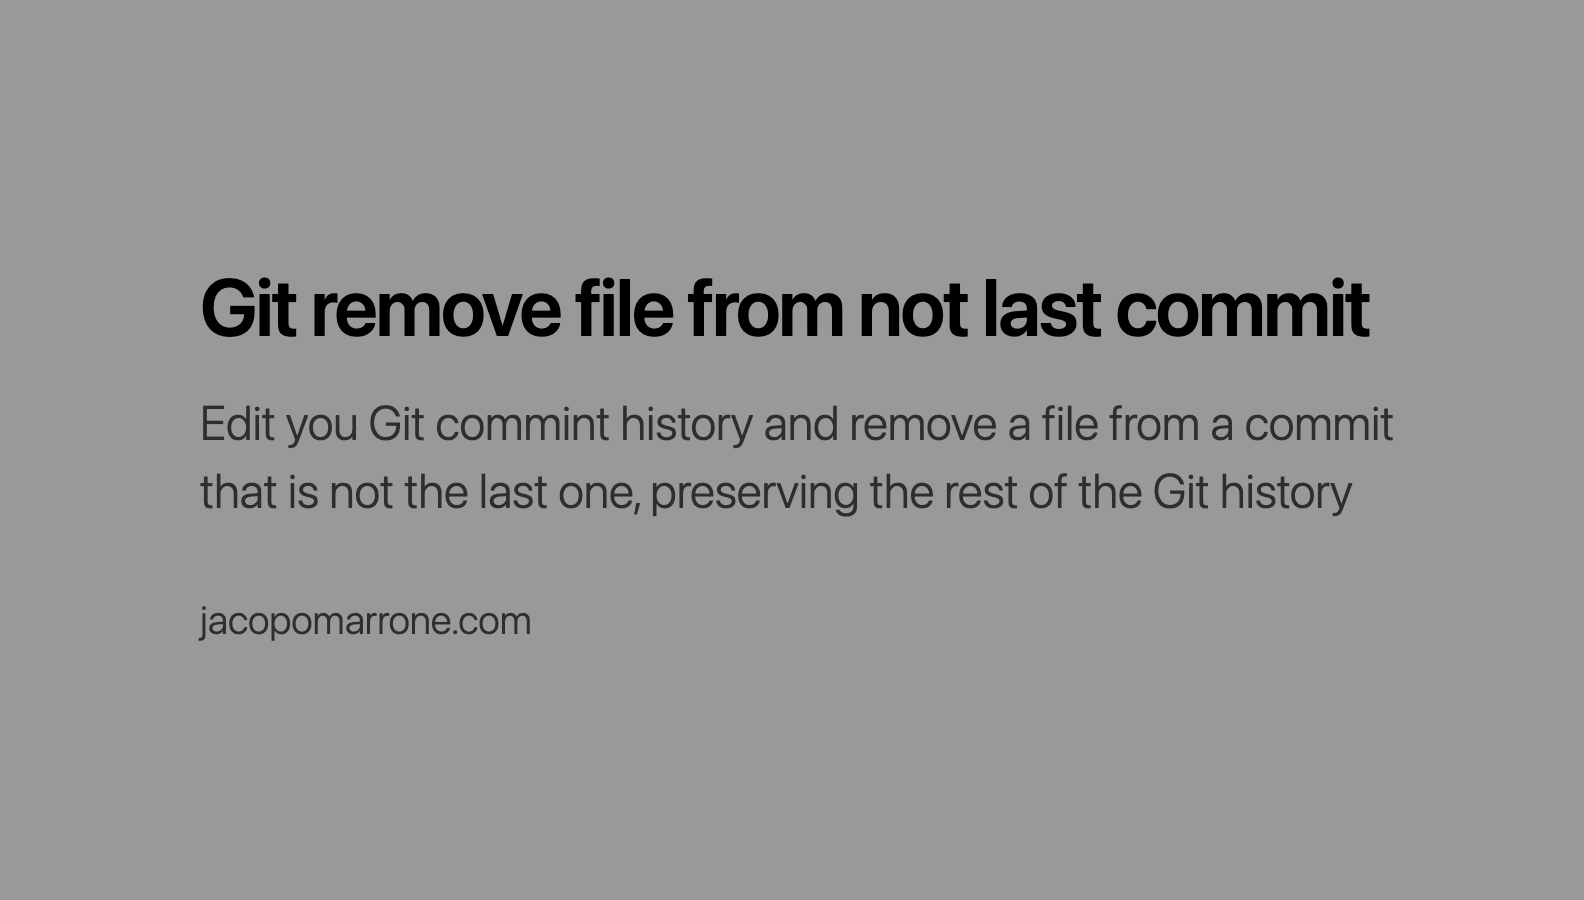 Git remove file from not last commit
Edit you Git commint history and remove a file from a commit
that is not the last one, preserving the rest of the Git history
jacopomarrone.com